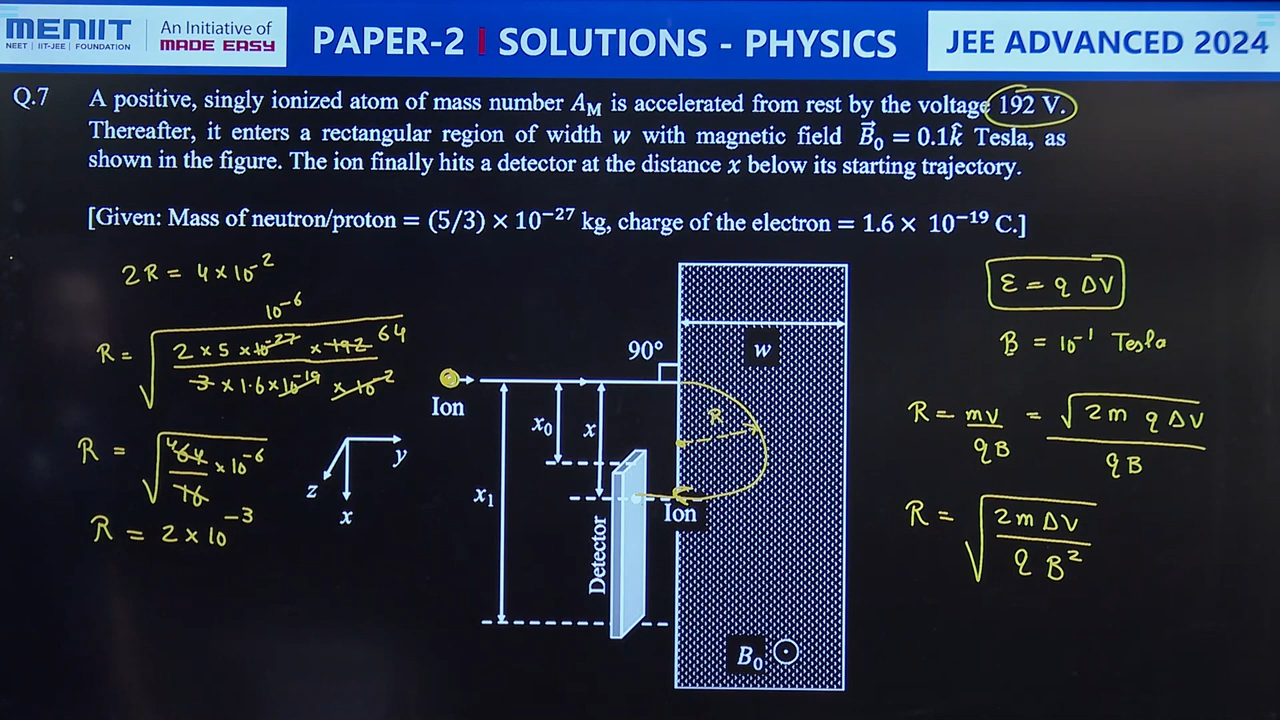 MENIIT
NEET | IIT-JEE | FOUNDATION
An Initiative of
MADE EASY
PAPER-2 | SOLUTIONS - PHYSICS
JEE ADVANCED 2024
Q.7 A positive, singly ionized atom of mass number A_M is accelerated from rest by the voltage 192 V.
Thereafter, it enters a rectangular region of width w with magnetic field B⃗₀ = 0.1k̂ Tesla, as
shown in the figure. The ion finally hits a detector at the distance x below its starting trajectory.
[Given: Mass of neutron/proton = (5/3) × 10⁻²⁷ kg, charge of the electron = 1.6 × 10⁻¹⁹ C.]
2R = 4 × 10⁻²
R = √(2 × 5 × 10⁻²⁷ × 192 64 10⁻⁶ / 3 × 1.6 × 10⁻¹⁹ × 10⁻²)
R = √(4 64 / 16 × 10⁻⁶)
R = 2 × 10⁻³
90°
w
Ion
x₀
x
x₁
R
y
z
x
Detector
Ion
B₀
ε = q ΔV
B = 10⁻¹ Tesla
R = mv / qB = √(2m q ΔV) / qB
R = √(2m ΔV / q B²)